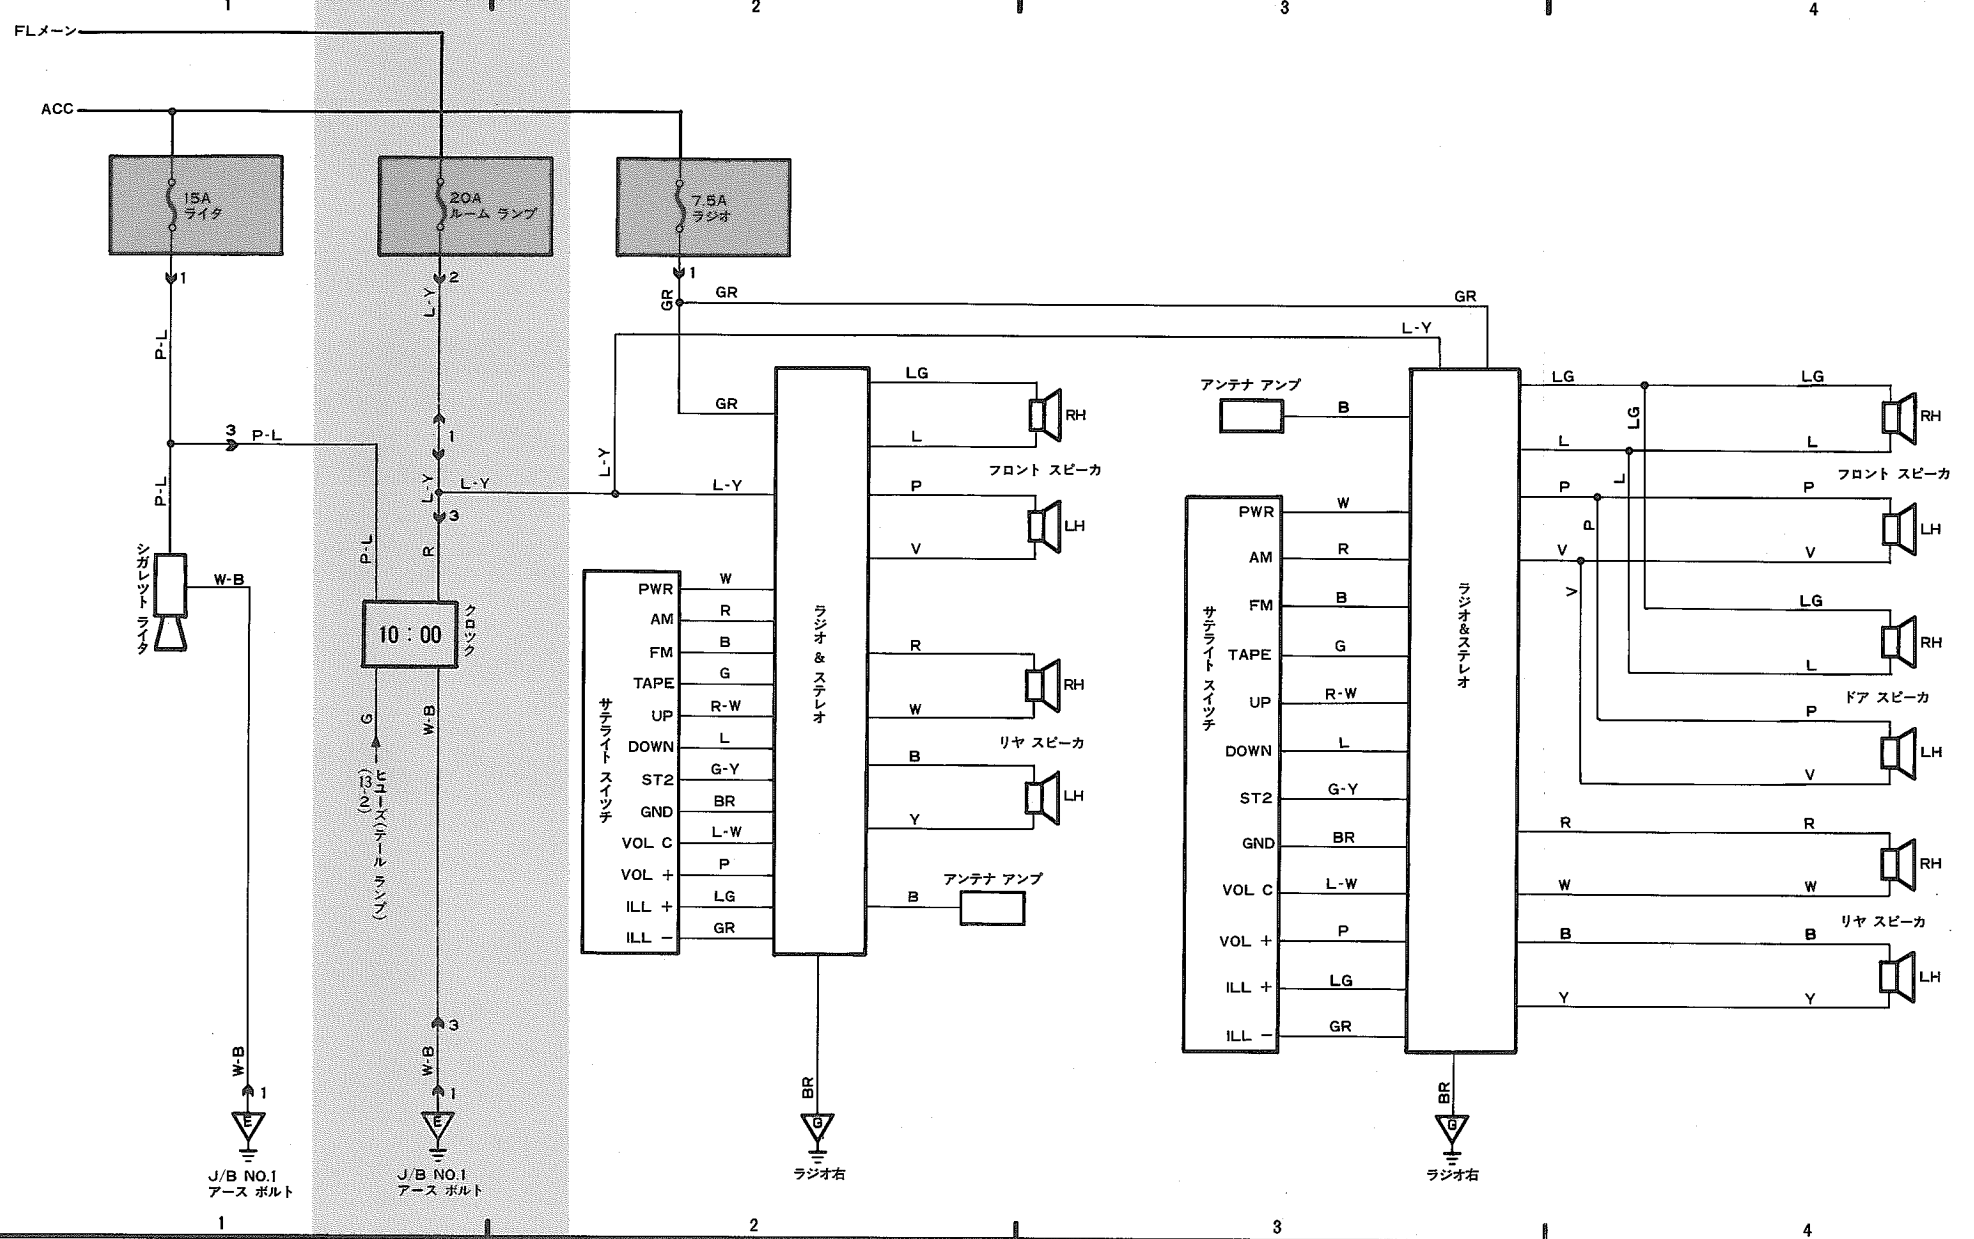 1
2
3
4
FLメーン
ACC
15A
ライタ
20A
ルーム ランプ
7.5A
ラジオ
1
2
1
P-L
L-Y
GR
GR
GR
L-Y
3
P-L
1
P-L
P-L
L-Y
L-Y
3
R
L-Y
GR
L-Y
シガレット ライタ
W-B
10:00
クロック
G
W-B
ヒューズ(テール ランプ)
(13-2)
W-B
1
3
W-B
1
E
J/B NO.1
アース ボルト
E
J/B NO.1
アース ボルト
サテライト スイッチ
PWR W
AM R
FM B
TAPE G
UP R-W
DOWN L
ST2 G-Y
GND BR
VOL C L-W
VOL + P
ILL + LG
ILL − GR
ラジオ & ステレオ
LG
RH
L
フロント スピーカ
P
LH
V
R
RH
W
リヤ スピーカ
B
LH
Y
アンテナ アンプ
B
BR
G
ラジオ右
アンテナ アンプ
B
サテライト スイッチ
PWR W
AM R
FM B
TAPE G
UP R-W
DOWN L
ST2 G-Y
GND BR
VOL C L-W
VOL + P
ILL + LG
ILL − GR
ラジオ&ステレオ
LG LG
LG
RH
L L
フロント スピーカ
L
P P
P
LH
V V
V
LG
RH
L
ドア スピーカ
P
LH
V
R R
RH
W W
リヤ スピーカ
B B
LH
Y Y
BR
G
ラジオ右
1
2
3
4